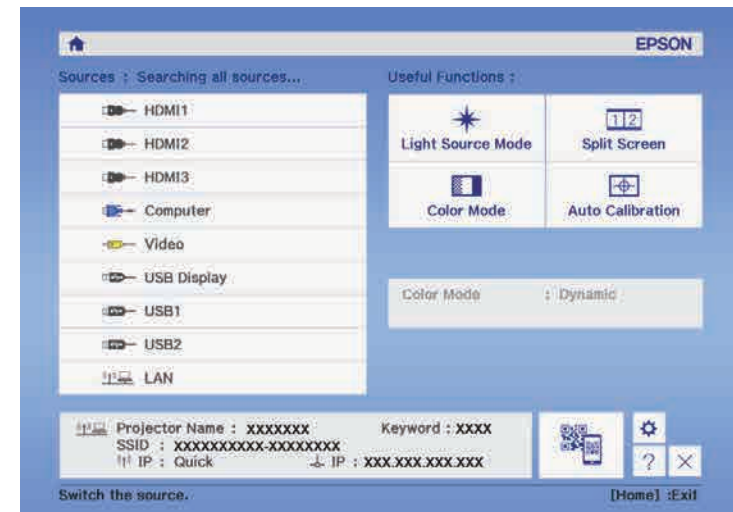 EPSON
Sources : Searching all sources...
Useful Functions :
HDMI1
HDMI2
HDMI3
Computer
Video
USB Display
USB1
USB2
LAN
Light Source Mode
1 2
Split Screen
Color Mode
Auto Calibration
Color Mode : Dynamic
Projector Name : XXXXXXX Keyword : XXXX
SSID : XXXXXXXXXX-XXXXXXXX
IP : Quick IP : XXX.XXX.XXX.XXX
?
Switch the source. [Home] :Exit